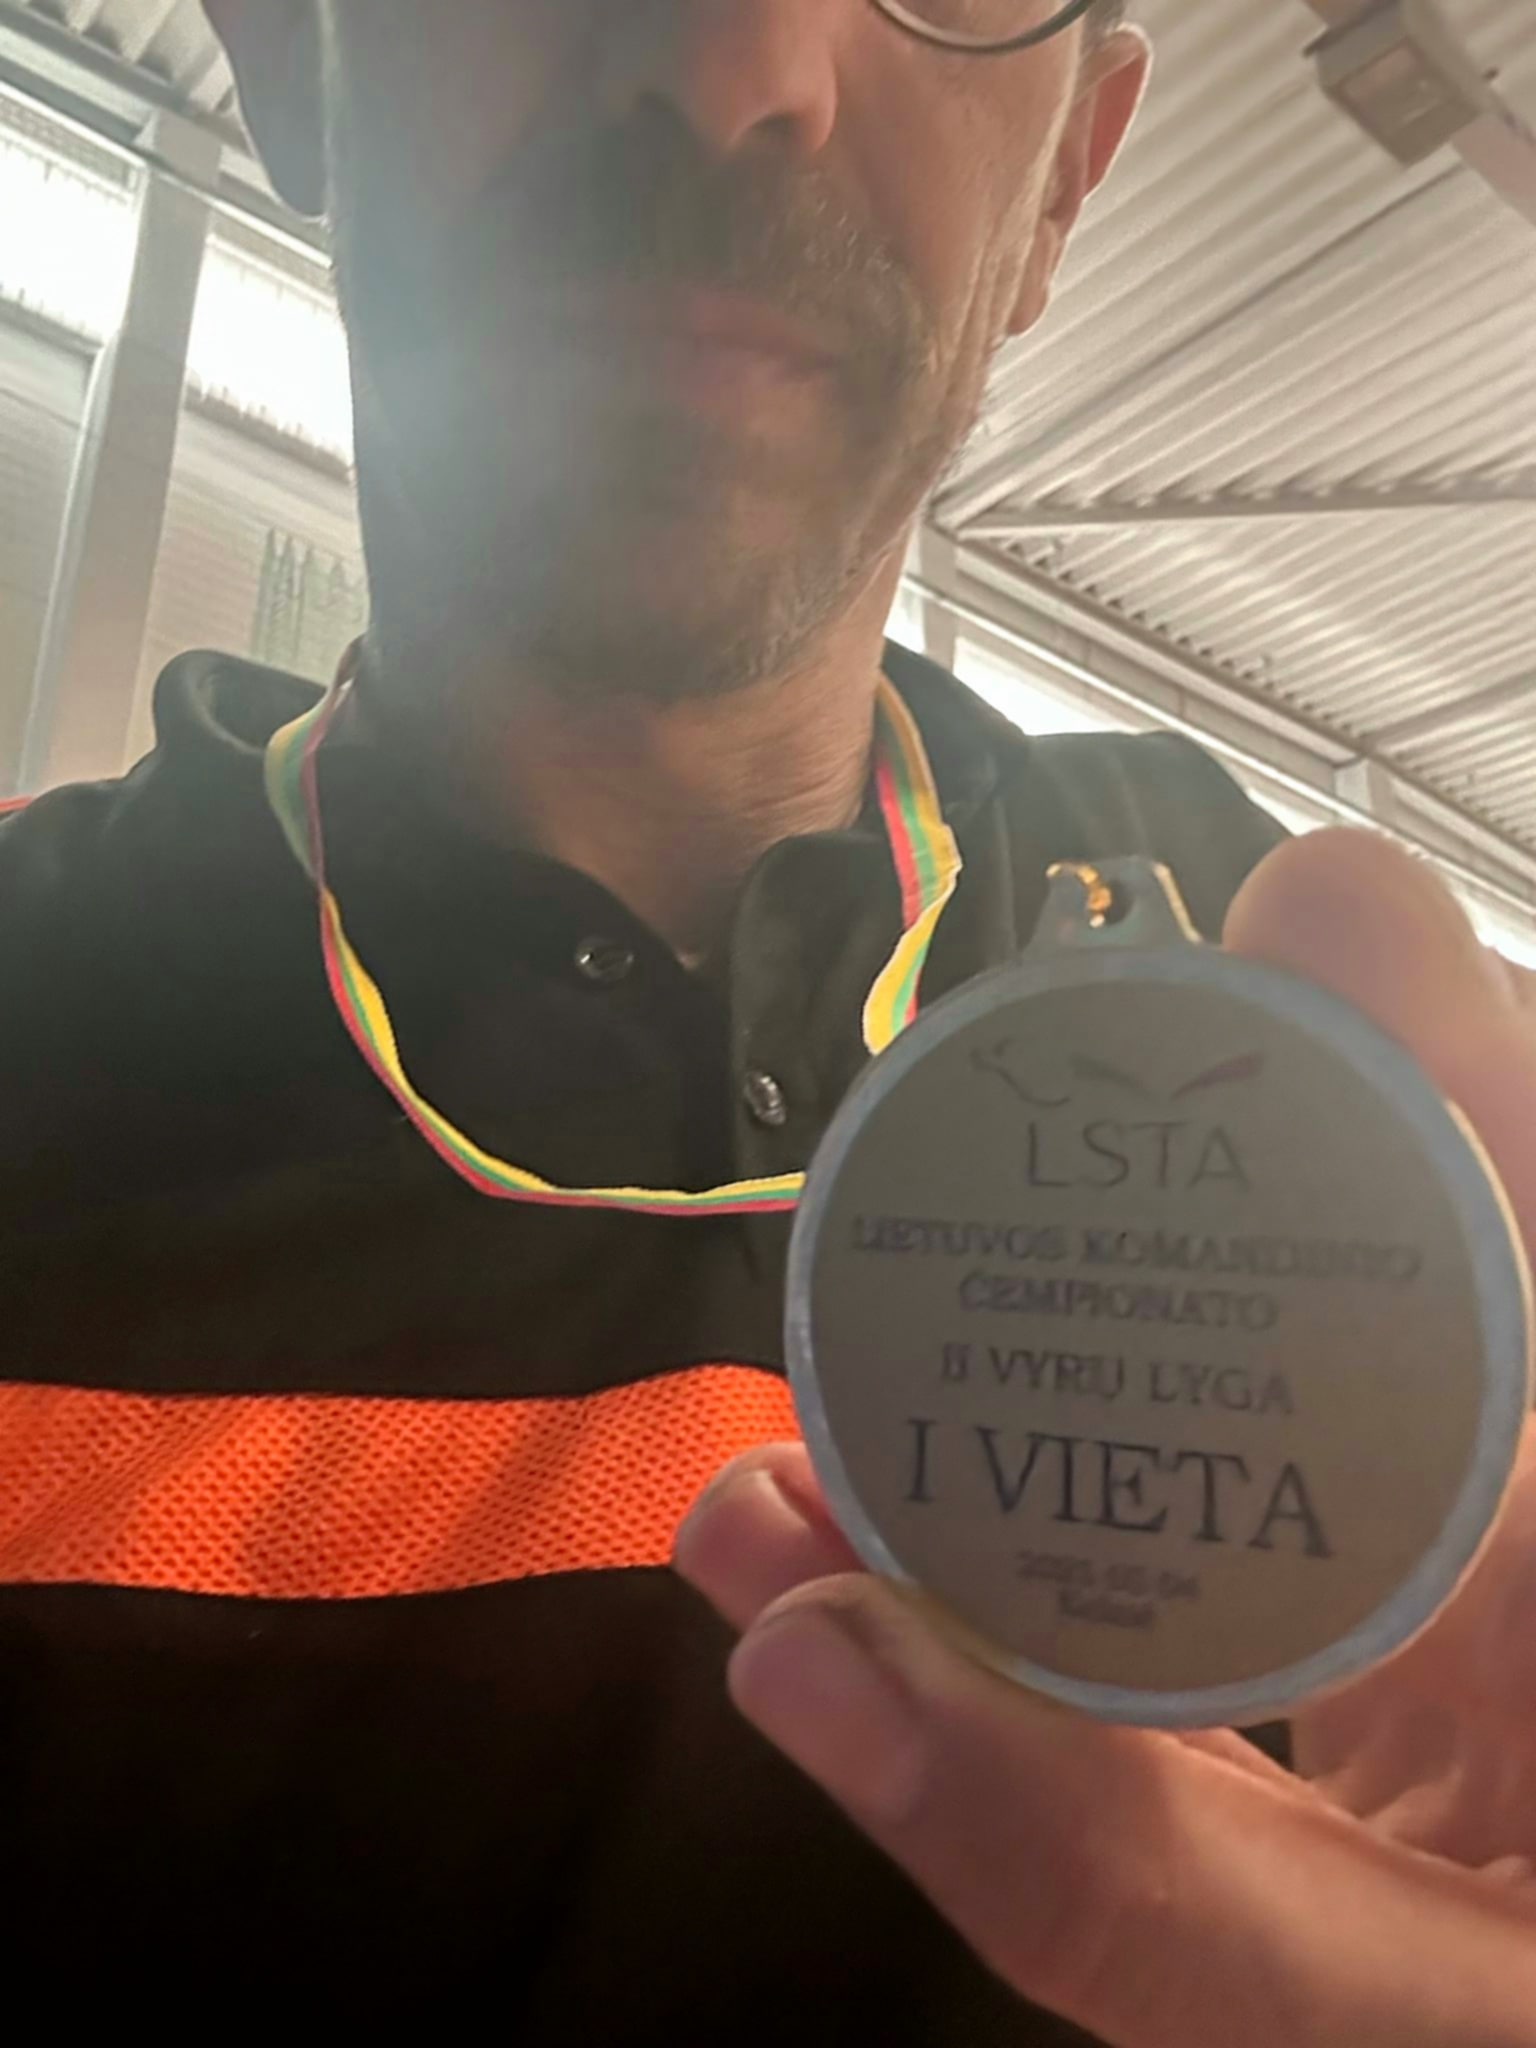 LSTA
LIETUVOS KOMANDINIO
ČEMPIONATO
II VYRŲ LYGA
I VIETA